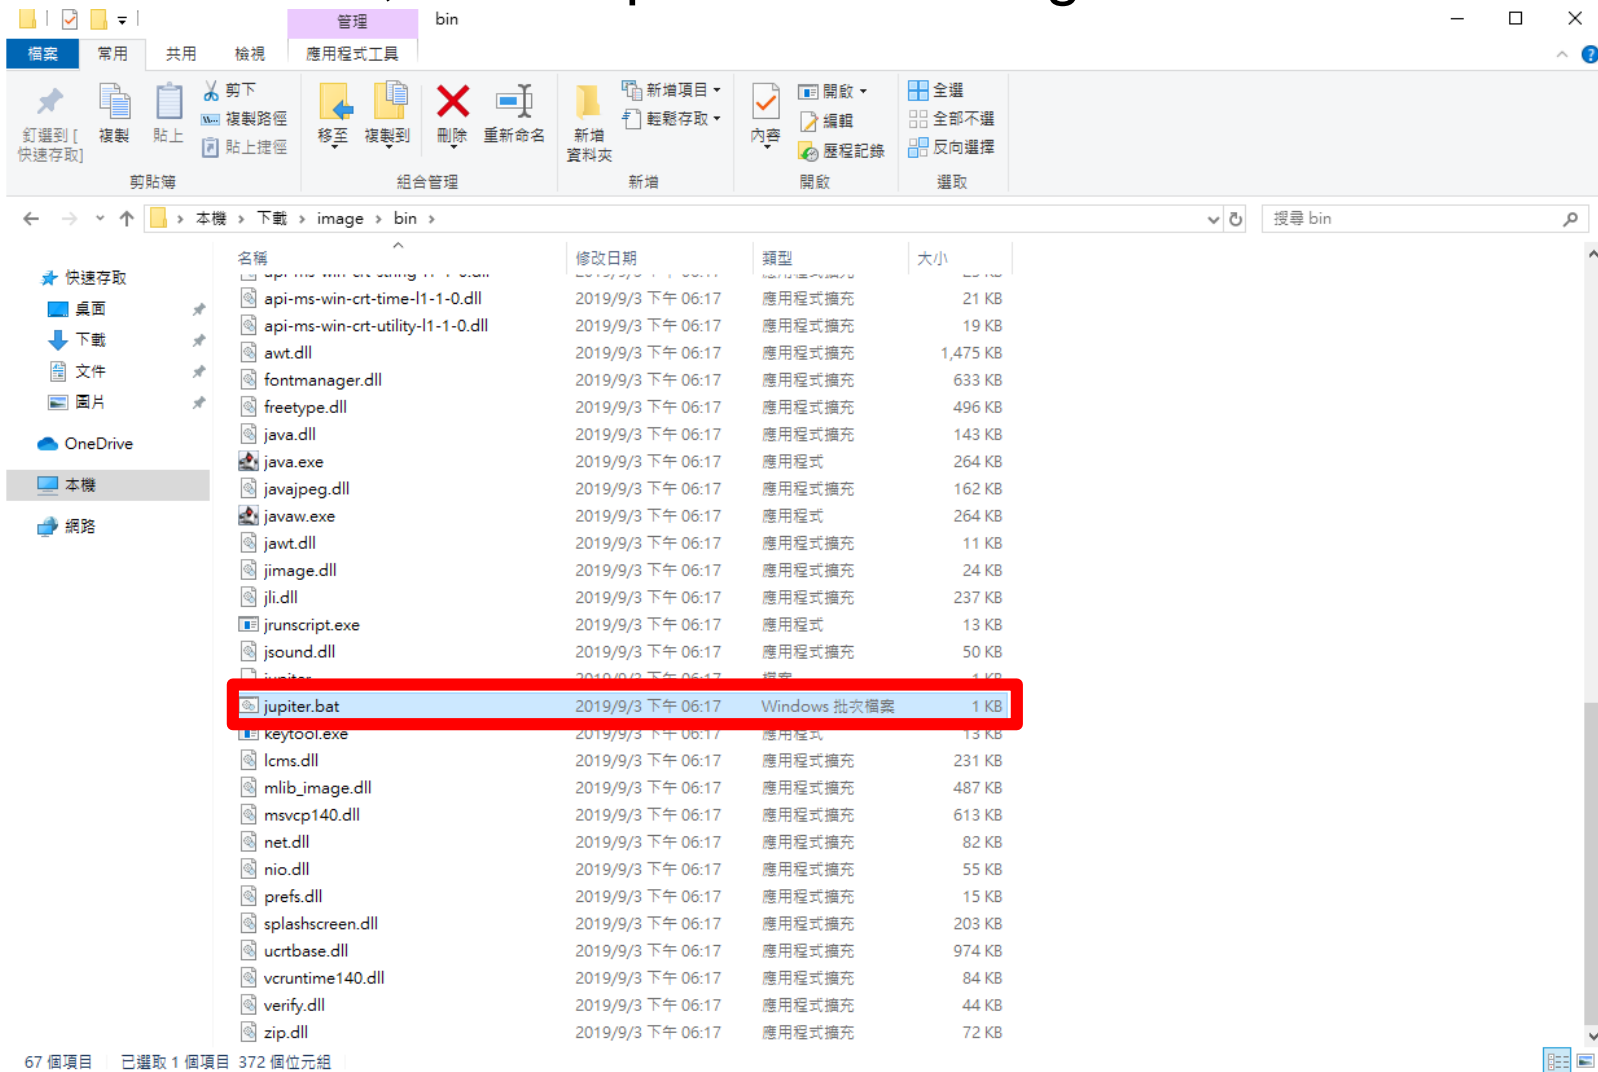 管理
bin
檔案
常用
共用
檢視
應用程式工具
釘選到 [
快速存取]
複製
貼上
剪下
複製路徑
貼上捷徑
剪貼簿
移至
複製到
刪除
重新命名
組合管理
新增
資料夾
新增項目
輕鬆存取
新增
內容
開啟
編輯
歷程記錄
開啟
全選
全部不選
反向選擇
選取
本機 > 下載 > image > bin >
搜尋 bin
快速存取
桌面
下載
文件
圖片
OneDrive
本機
網路
名稱 修改日期 類型 大小
api-ms-win-crt-time-l1-1-0.dll 2019/9/3 下午 06:17 應用程式擴充 21 KB
api-ms-win-crt-utility-l1-1-0.dll 2019/9/3 下午 06:17 應用程式擴充 19 KB
awt.dll 2019/9/3 下午 06:17 應用程式擴充 1,475 KB
fontmanager.dll 2019/9/3 下午 06:17 應用程式擴充 633 KB
freetype.dll 2019/9/3 下午 06:17 應用程式擴充 496 KB
java.dll 2019/9/3 下午 06:17 應用程式擴充 143 KB
java.exe 2019/9/3 下午 06:17 應用程式 264 KB
javajpeg.dll 2019/9/3 下午 06:17 應用程式擴充 162 KB
javaw.exe 2019/9/3 下午 06:17 應用程式 264 KB
jawt.dll 2019/9/3 下午 06:17 應用程式擴充 11 KB
jimage.dll 2019/9/3 下午 06:17 應用程式擴充 24 KB
jli.dll 2019/9/3 下午 06:17 應用程式擴充 237 KB
jrunscript.exe 2019/9/3 下午 06:17 應用程式 13 KB
jsound.dll 2019/9/3 下午 06:17 應用程式擴充 50 KB
jupiter 2019/9/3 下午 06:17 檔案 1 KB
jupiter.bat 2019/9/3 下午 06:17 Windows 批次檔案 1 KB
keytool.exe 2019/9/3 下午 06:17 應用程式 13 KB
lcms.dll 2019/9/3 下午 06:17 應用程式擴充 231 KB
mlib_image.dll 2019/9/3 下午 06:17 應用程式擴充 487 KB
msvcp140.dll 2019/9/3 下午 06:17 應用程式擴充 613 KB
net.dll 2019/9/3 下午 06:17 應用程式擴充 82 KB
nio.dll 2019/9/3 下午 06:17 應用程式擴充 55 KB
prefs.dll 2019/9/3 下午 06:17 應用程式擴充 15 KB
splashscreen.dll 2019/9/3 下午 06:17 應用程式擴充 203 KB
ucrtbase.dll 2019/9/3 下午 06:17 應用程式擴充 974 KB
vcruntime140.dll 2019/9/3 下午 06:17 應用程式擴充 84 KB
verify.dll 2019/9/3 下午 06:17 應用程式擴充 44 KB
zip.dll 2019/9/3 下午 06:17 應用程式擴充 72 KB
67 個項目 已選取 1 個項目 372 個位元組